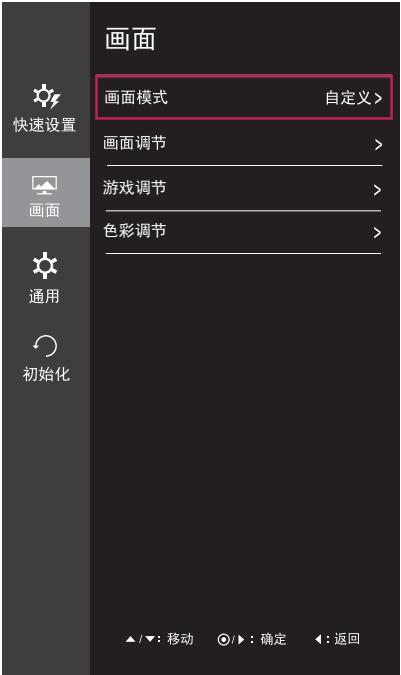 画面
快速设置
画面
通用
初始化
画面模式 自定义>
画面调节 >
游戏调节 >
色彩调节 >
▲/▼: 移动 ◉/▶: 确定 ◀: 返回